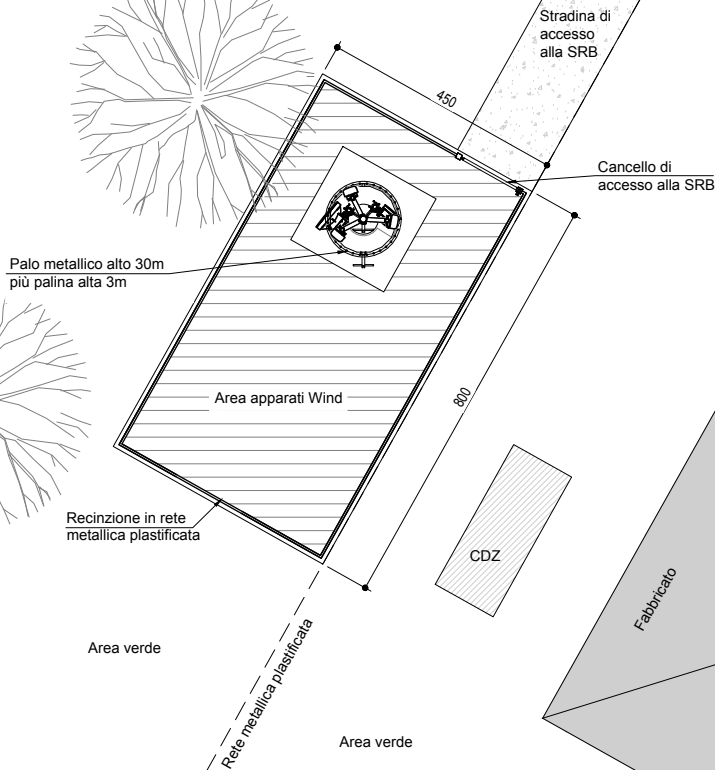 Stradina di
accesso
alla SRB
450
Cancello di
accesso alla SRB
Palo metallico alto 30m
più palina alta 3m
Area apparati Wind
800
Recinzione in rete
metallica plastificata
CDZ
Fabbricato
Area verde
Rete metallica plastificata
Area verde